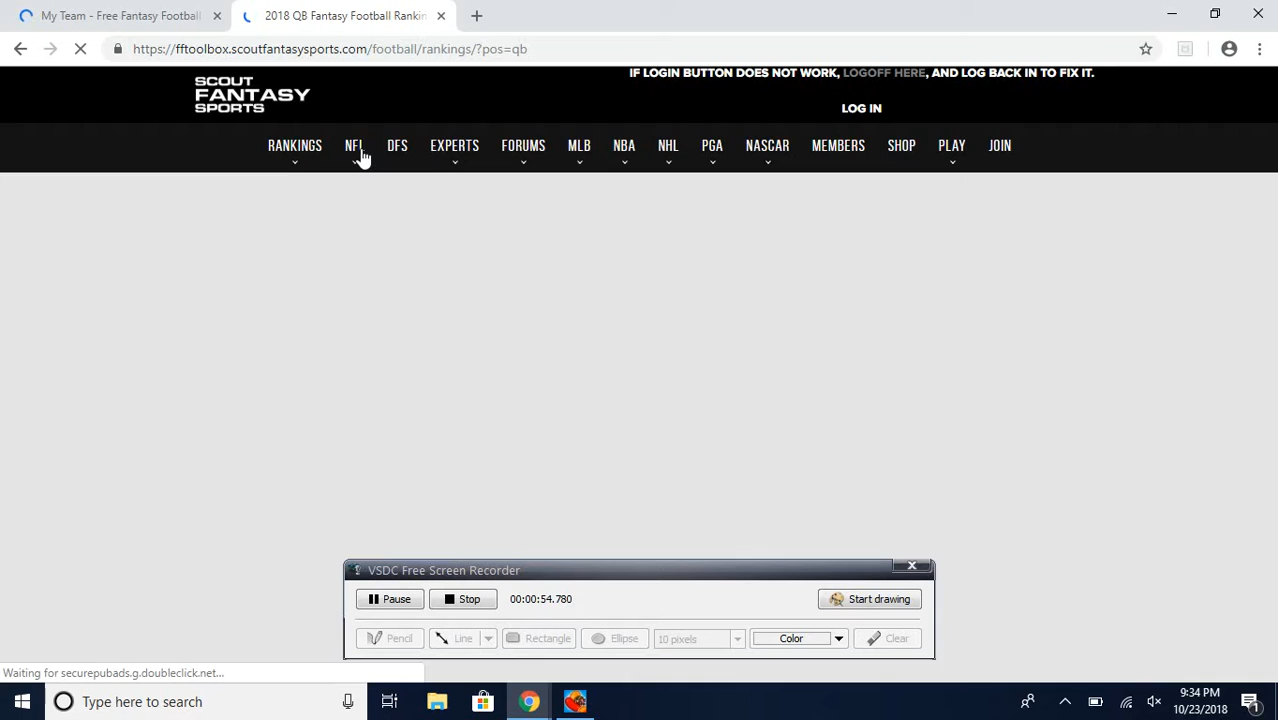 My Team - Free Fantasy Football
2018 QB Fantasy Football Rankin
https://fftoolbox.scoutfantasysports.com/football/rankings/?pos=qb
IF LOGIN BUTTON DOES NOT WORK, LOGOFF HERE, AND LOG BACK IN TO FIX IT.
SCOUT
FANTASY
SPORTS
LOG IN
RANKINGS NFL DFS EXPERTS FORUMS MLB NBA NHL PGA NASCAR MEMBERS SHOP PLAY JOIN
VSDC Free Screen Recorder
Pause Stop 00:00:54.780 Start drawing
Pencil Line Rectangle Ellipse 10 pixels Color Clear
Waiting for securepubads.g.doubleclick.net...
Type here to search
9:34 PM
10/23/2018
1